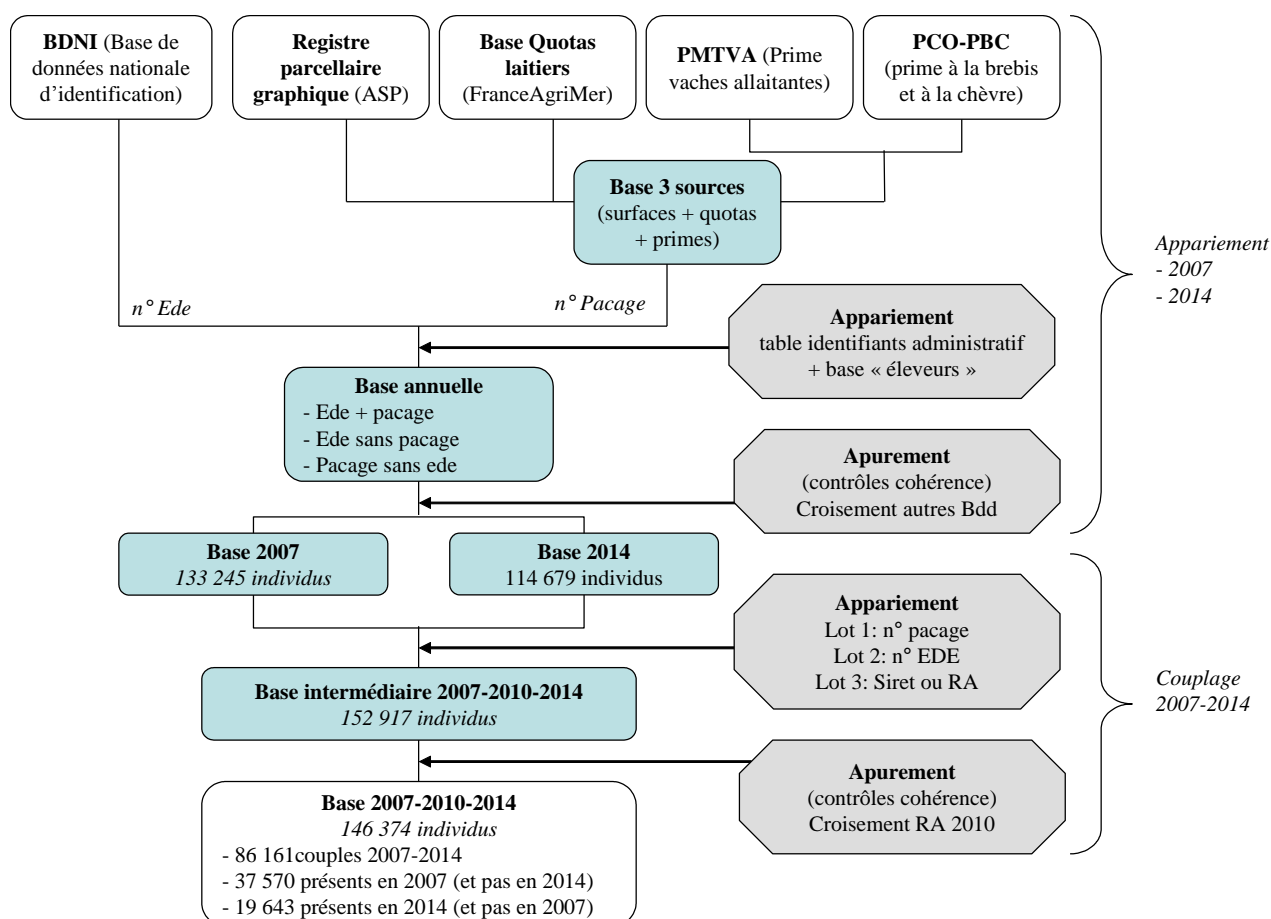 BDNI (Base de
données nationale
d’identification)
Registre
parcellaire
graphique (ASP)
Base Quotas
laitiers
(FranceAgriMer)
PMTVA (Prime
vaches allaitantes)
PCO-PBC
(prime à la brebis
et à la chèvre)
Base 3 sources
(surfaces + quotas
+ primes)
Appariement
- 2007
- 2014
n° Ede
n° Pacage
Appariement
table identifiants administratif
+ base « éleveurs »
Base annuelle
- Ede + pacage
- Ede sans pacage
- Pacage sans ede
Apurement
(contrôles cohérence)
Croisement autres Bdd
Base 2007
133 245 individus
Base 2014
114 679 individus
Appariement
Lot 1: n° pacage
Lot 2: n° EDE
Lot 3: Siret ou RA
Base intermédiaire 2007-2010-2014
152 917 individus
Couplage
2007-2014
Apurement
(contrôles cohérence)
Croisement RA 2010
Base 2007-2010-2014
146 374 individus
- 86 161couples 2007-2014
- 37 570 présents en 2007 (et pas en 2014)
- 19 643 présents en 2014 (et pas en 2007)